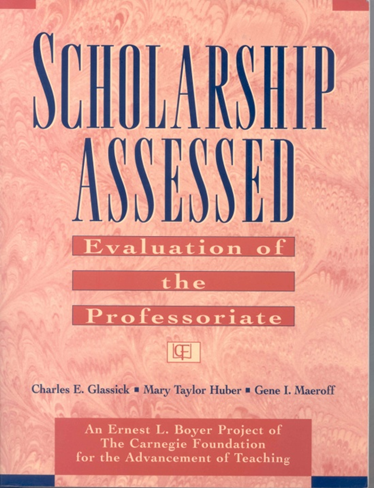 SCHOLARSHIP
ASSESSED
Evaluation of
the
Professoriate
Charles E. Glassick ■ Mary Taylor Huber ■ Gene I. Maeroff
An Ernest L. Boyer Project of
The Carnegie Foundation
for the Advancement of Teaching